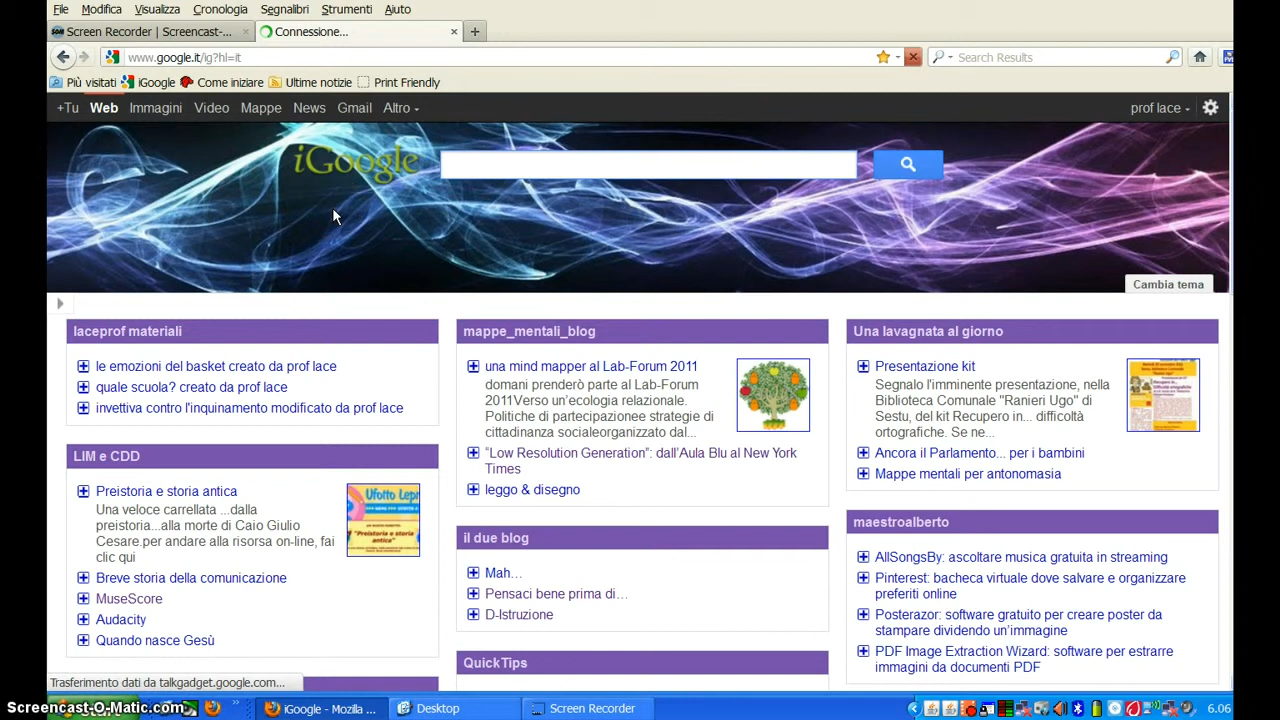 File Modifica Visualizza Cronologia Segnalibri Strumenti Aiuto
Screen Recorder | Screencast-... Connessione...
www.google.it/ig?hl=it Search Results
Più visitati iGoogle Come iniziare Ultime notizie Print Friendly
+Tu Web Immagini Video Mappe News Gmail Altro prof lace
iGoogle
Cambia tema
laceprof materiali
le emozioni del basket creato da prof lace
quale scuola? creato da prof lace
invettiva contro l'inquinamento modificato da prof lace
LIM e CDD
Preistoria e storia antica
Una veloce carrellata ...dalla
preistoria...alla morte di Caio Giulio
Cesare.per andare alla risorsa on-line, fai
clic qui
Ufotto Lepr
"Preistoria e storia
antica"
Breve storia della comunicazione
MuseScore
Audacity
Quando nasce Gesù
mappe_mentali_blog
una mind mapper al Lab-Forum 2011
domani prenderò parte al Lab-Forum
2011Verso un'ecologia relazionale.
Politiche di partecipazionee strategie di
cittadinanza socialeorganizzato dal...
“Low Resolution Generation”: dall'Aula Blu al New York
Times
leggo & disegno
il due blog
Mah…
Pensaci bene prima di…
D-Istruzione
QuickTips
Una lavagnata al giorno
Presentazione kit
Segnalo l'imminente presentazione, nella
Biblioteca Comunale "Ranieri Ugo" di
Sestu, del kit Recupero in... difficoltà
ortografiche. Se ne...
Ancora il Parlamento... per i bambini
Mappe mentali per antonomasia
maestroalberto
AllSongsBy: ascoltare musica gratuita in streaming
Pinterest: bacheca virtuale dove salvare e organizzare
preferiti online
Posterazor: software gratuito per creare poster da
stampare dividendo un'immagine
PDF Image Extraction Wizard: software per estrarre
immagini da documenti PDF
Trasferimento dati da talkgadget.google.com...
Screencast-O-Matic.com
iGoogle - Mozilla ... Desktop Screen Recorder 6.06